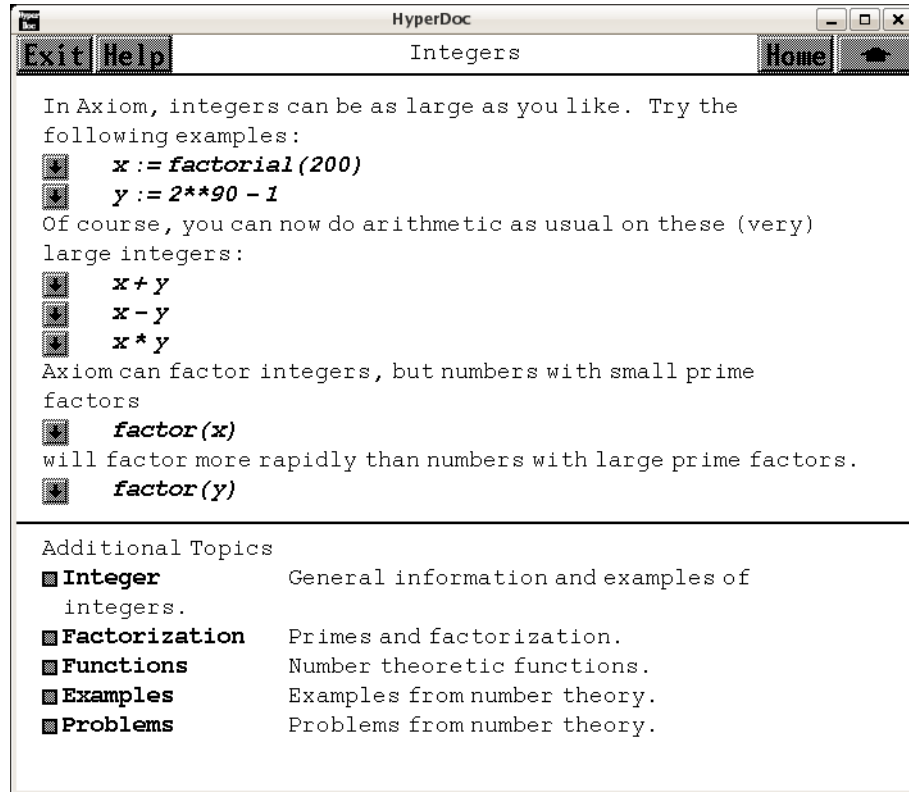 Hyper Doc
HyperDoc
Exit Help Integers Home
In Axiom, integers can be as large as you like. Try the
following examples:
x := factorial(200)
y := 2**90 - 1
Of course, you can now do arithmetic as usual on these (very)
large integers:
x + y
x - y
x * y
Axiom can factor integers, but numbers with small prime
factors
factor(x)
will factor more rapidly than numbers with large prime factors.
factor(y)
Additional Topics
Integer General information and examples of
integers.
Factorization Primes and factorization.
Functions Number theoretic functions.
Examples Examples from number theory.
Problems Problems from number theory.